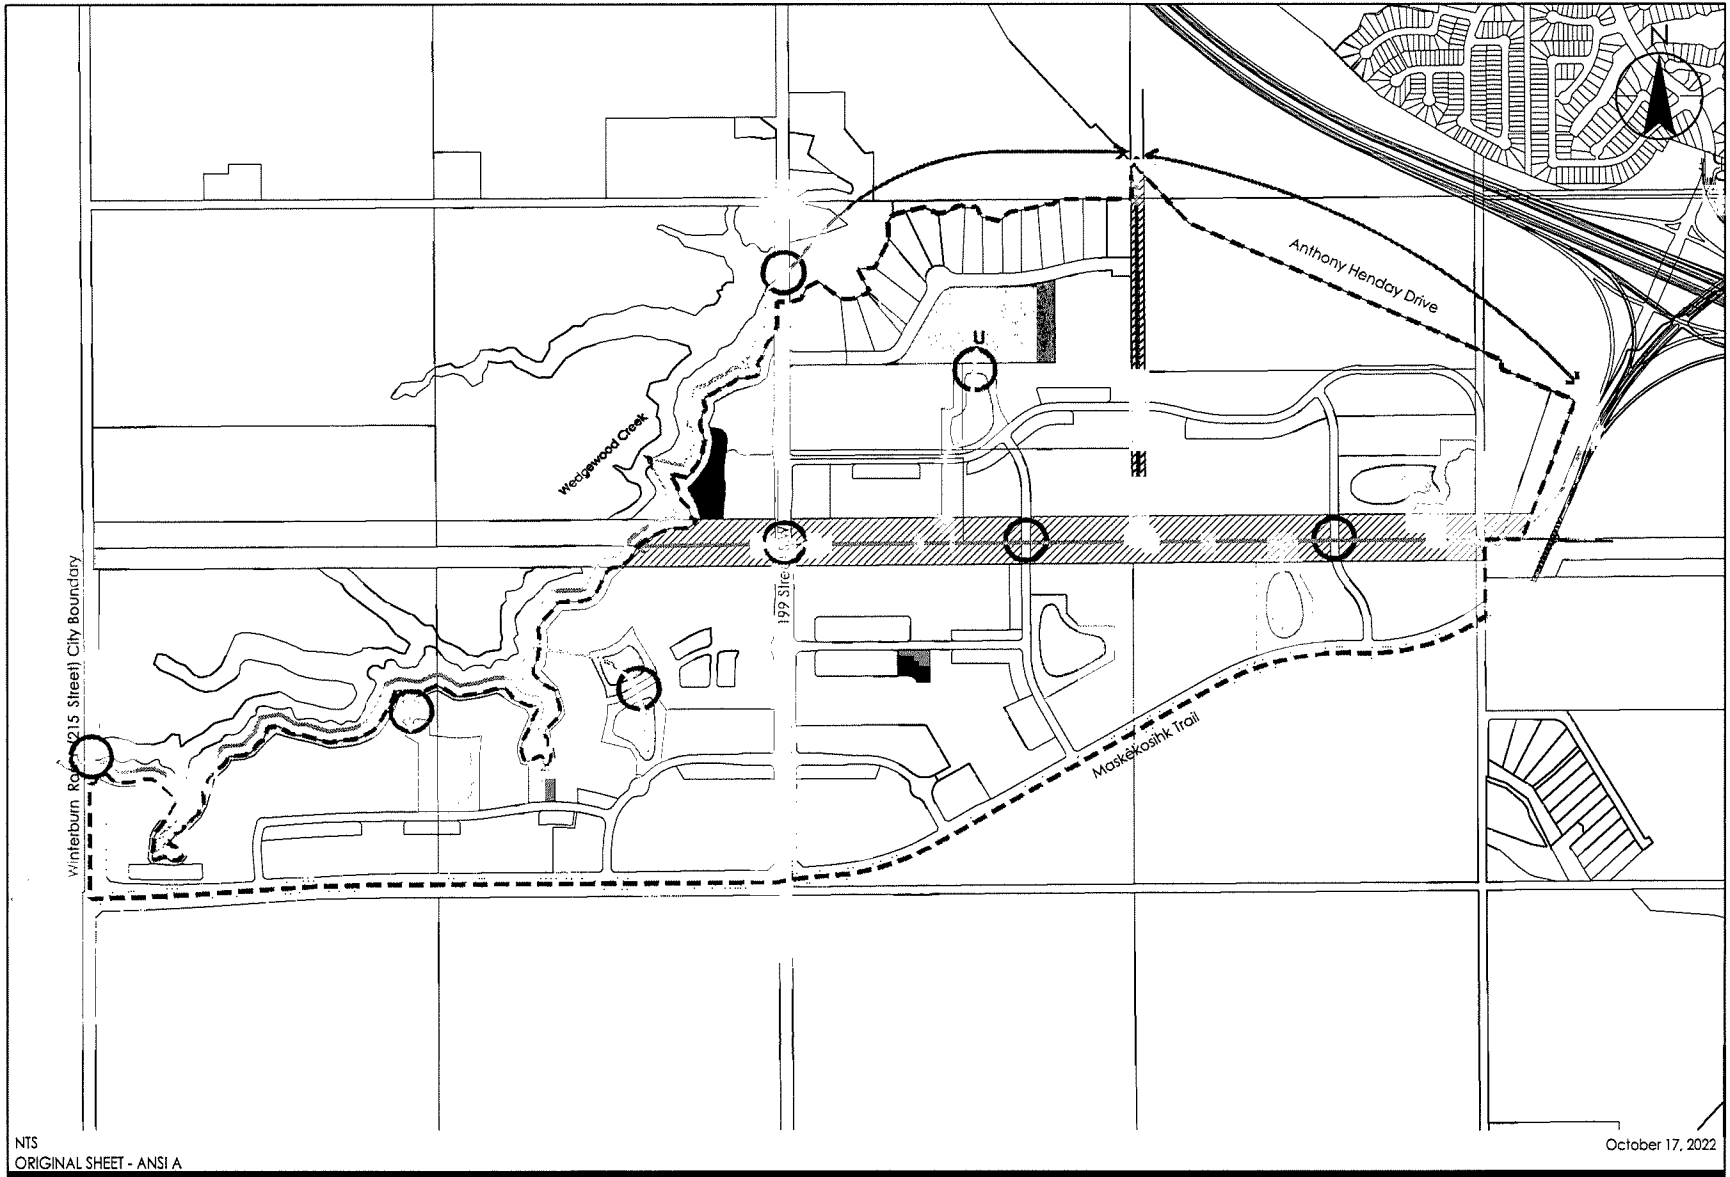 N
Anthony Henday Drive
U
Wedgewood Creek
199 Stre
Winterburn Ro (215 Street) City Boundary
Maskêkosihk Trail
NTS
ORIGINAL SHEET - ANSI A
October 17, 2022